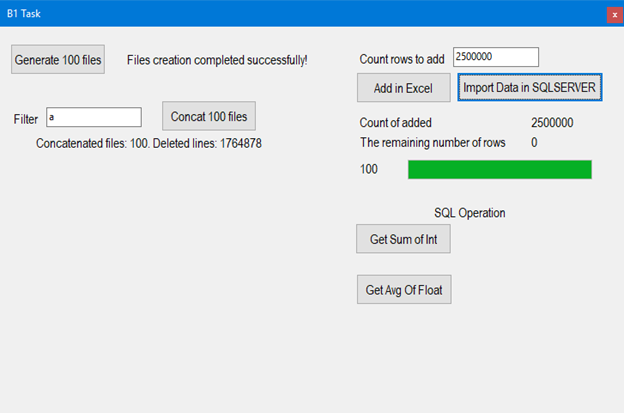 B1 Task
x
Generate 100 files
Files creation completed successfully!
Filter
a
Concat 100 files
Concatenated files: 100. Deleted lines: 1764878
Count rows to add
2500000
Add in Excel
Import Data in SQLSERVER
Count of added 2500000
The remaining number of rows 0
100
SQL Operation
Get Sum of Int
Get Avg Of Float